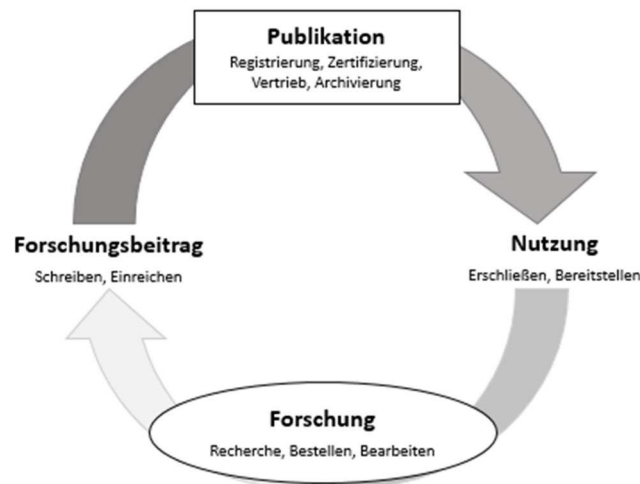 Publikation
Registrierung, Zertifizierung,
Vertrieb, Archivierung
Forschungsbeitrag
Schreiben, Einreichen
Nutzung
Erschließen, Bereitstellen
Forschung
Recherche, Bestellen, Bearbeiten